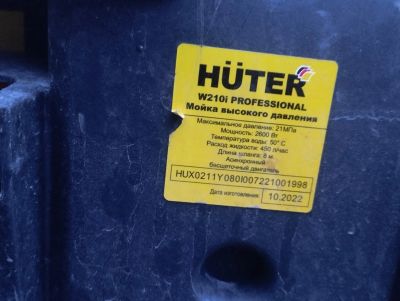 HÜTER
W210i PROFESSIONAL
Мойка высокого давления
Максимальное давление: 21МПа
Мощность: 2600 Вт
Температура воды: 50° С
Расход жидкости: 450 л/час
Длина шланга: 8 м
Асинхронный
бесщеточный двигатель
HUX0211Y080I007221001998
Дата изготовления: 10.2022